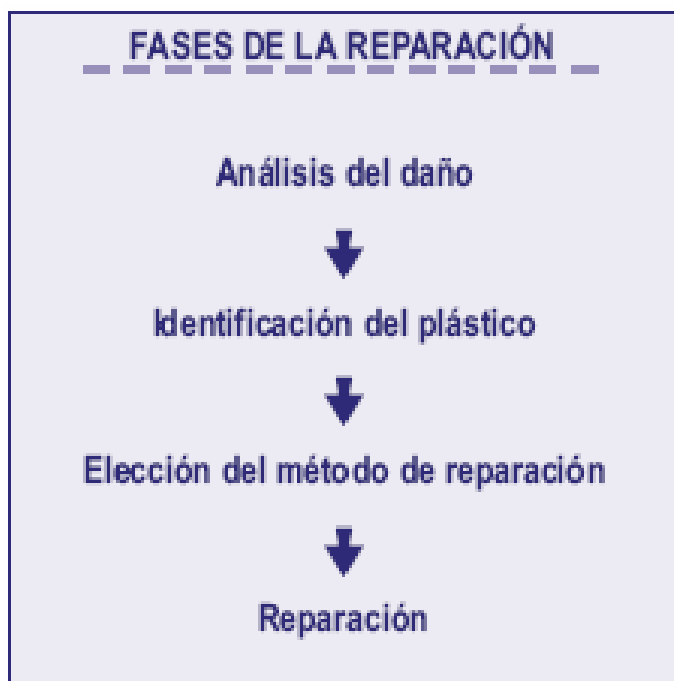 FASES DE LA REPARACIÓN
Análisis del daño
Identificación del plástico
Elección del método de reparación
Reparación